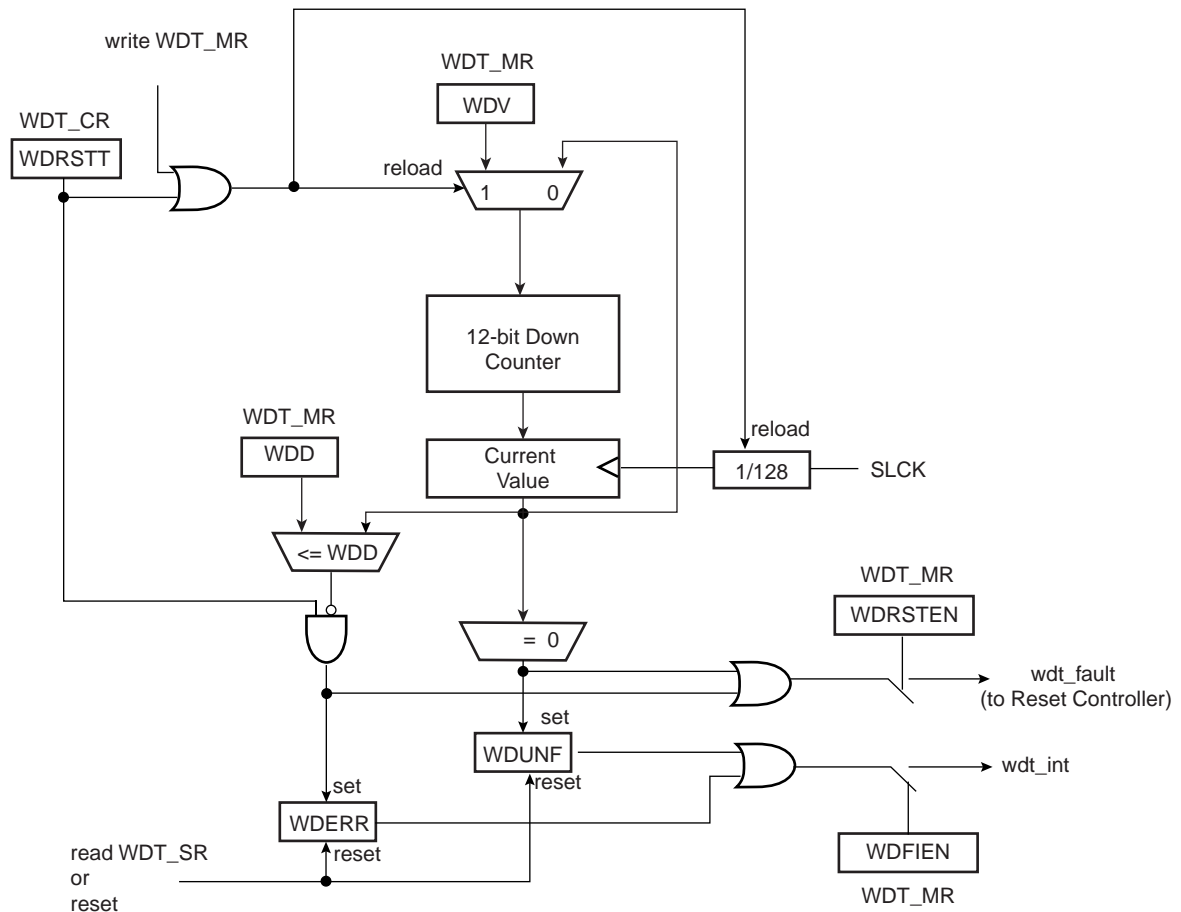 write WDT_MR
WDT_MR
WDV
WDT_CR
WDRSTT
reload
1 0
12-bit Down
Counter
WDT_MR
WDD
Current
Value
reload
1/128
SLCK
<= WDD
= 0
WDT_MR
WDRSTEN
wdt_fault
(to Reset Controller)
set
WDUNF
reset
wdt_int
set
WDERR
reset
WDFIEN
WDT_MR
read WDT_SR
or
reset